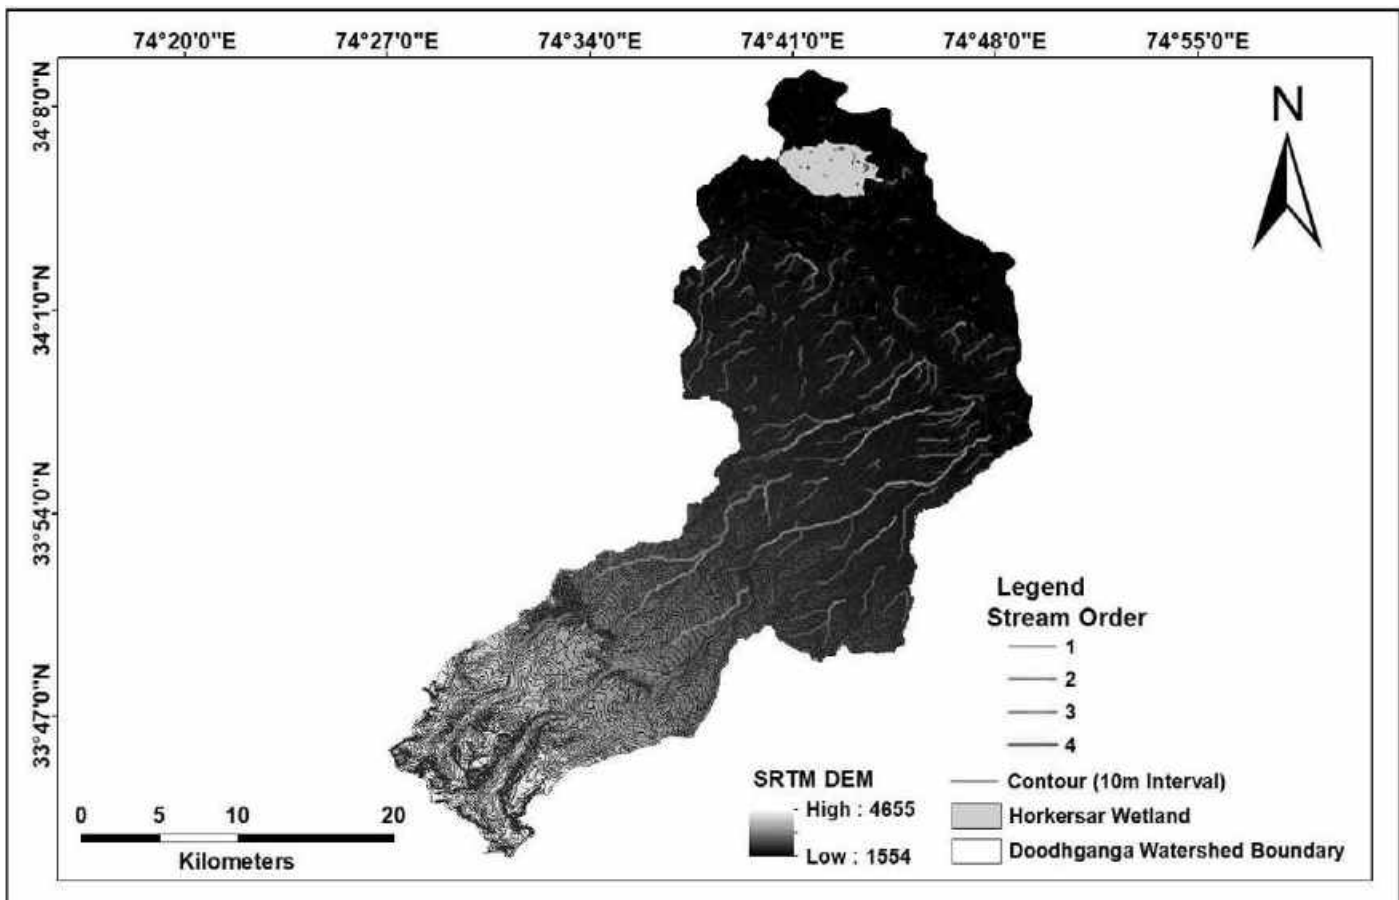 74°20'0"E 74°27'0"E 74°34'0"E 74°41'0"E 74°48'0"E 74°55'0"E
34°8'0"N
34°1'0"N
33°54'0"N
33°47'0"N
N
Legend
Stream Order
1
2
3
4
Contour (10m Interval)
Horkersar Wetland
Doodhganga Watershed Boundary
SRTM DEM
High : 4655
Low : 1554
0 5 10 20
Kilometers